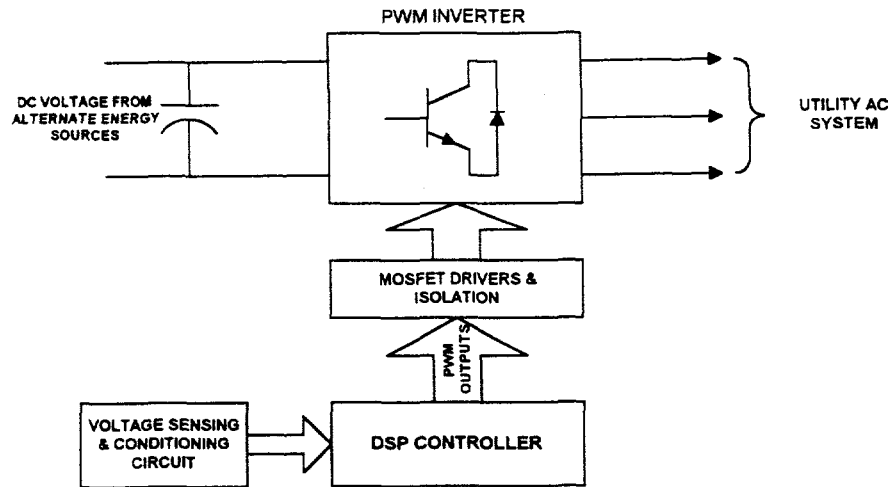 PWM INVERTER
DC VOLTAGE FROM
ALTERNATE ENERGY
SOURCES
UTILITY AC
SYSTEM
MOSFET DRIVERS &
ISOLATION
PWM
OUTPUTS
VOLTAGE SENSING
& CONDITIONING
CIRCUIT
DSP CONTROLLER